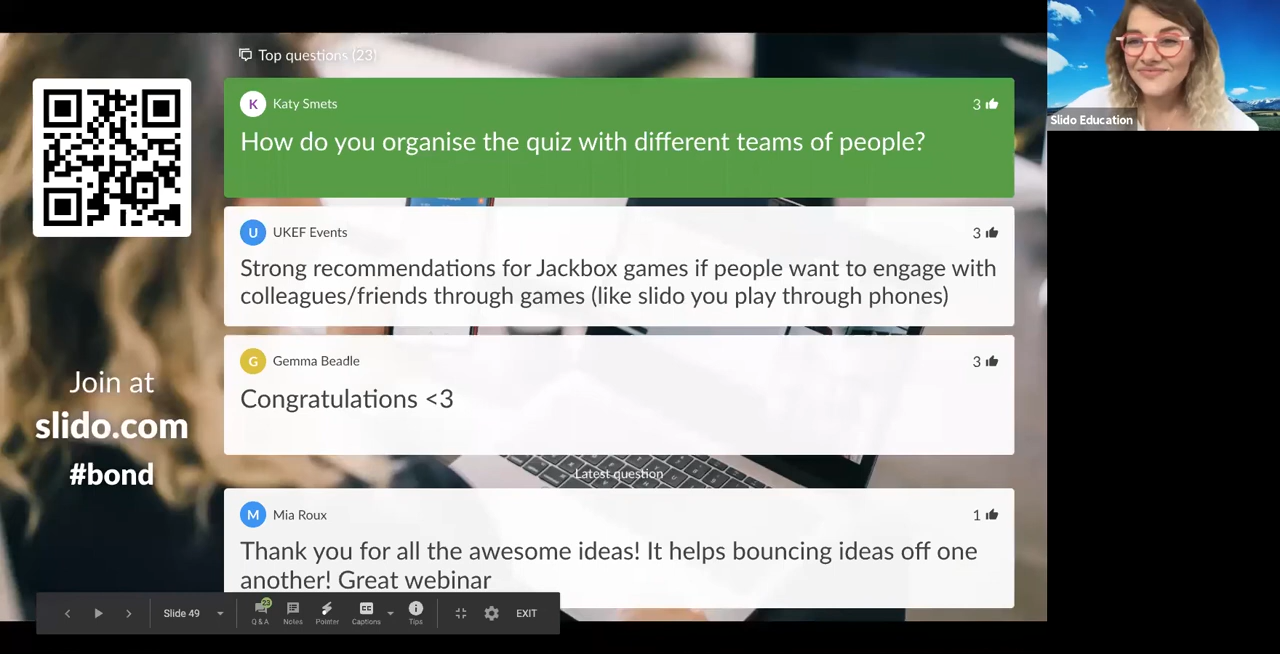 Top questions (23)
K Katy Smets 3
How do you organise the quiz with different teams of people?
U UKEF Events 3
Strong recommendations for Jackbox games if people want to engage with
colleagues/friends through games (like slido you play through phones)
G Gemma Beadle 3
Congratulations <3
Latest question
M Mia Roux 1
Thank you for all the awesome ideas! It helps bouncing ideas off one
another! Great webinar
Join at
slido.com
#bond
Slide 49
23
Q & A Notes Pointer Captions Tips EXIT
CC
Slido Education